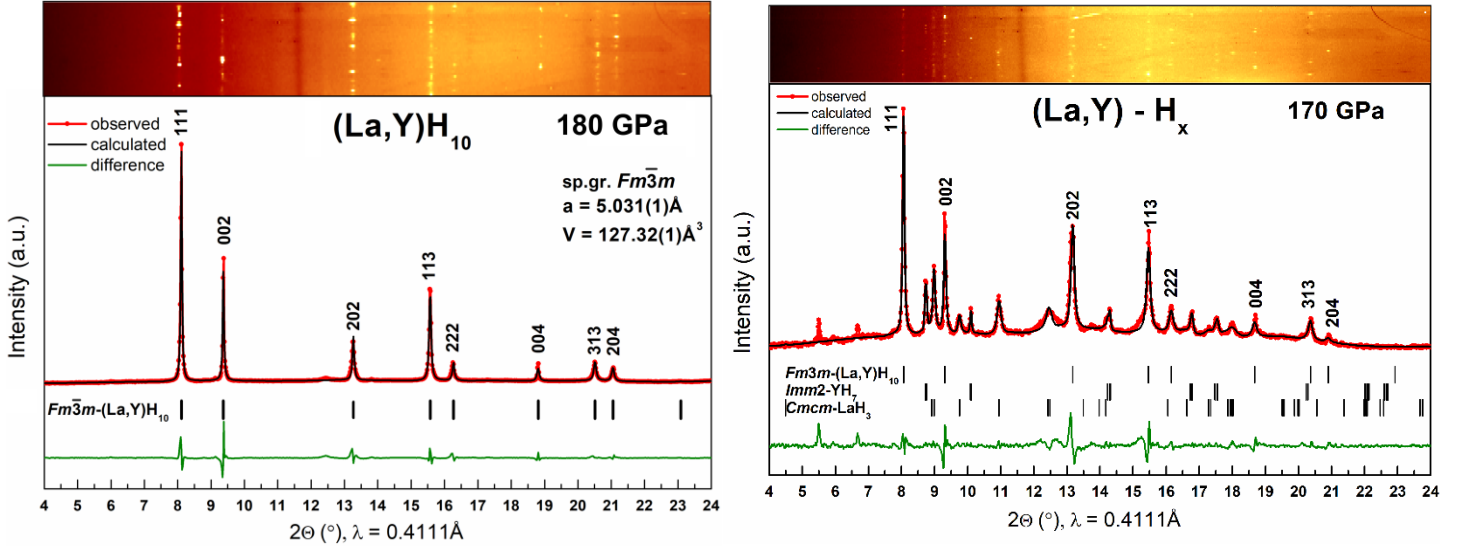 observed
calculated
difference
(La,Y)H10
180 GPa
sp.gr. Fm3̅m
a = 5.031(1)Å
V = 127.32(1)Å3
111
002
202
113
222
004
313
204
Intensity (a.u.)
Fm3̅m-(La,Y)H10
4 5 6 7 8 9 10 11 12 13 14 15 16 17 18 19 20 21 22 23 24
2Θ (°), λ = 0.4111Å
observed
calculated
difference
(La,Y) - Hx
170 GPa
111
002
202
113
222
004
313
204
Intensity (a.u.)
Fm3m-(La,Y)H10
Imm2-YH7
Cmcm-LaH3
4 5 6 7 8 9 10 11 12 13 14 15 16 17 18 19 20 21 22 23 24
2Θ (°), λ = 0.4111Å